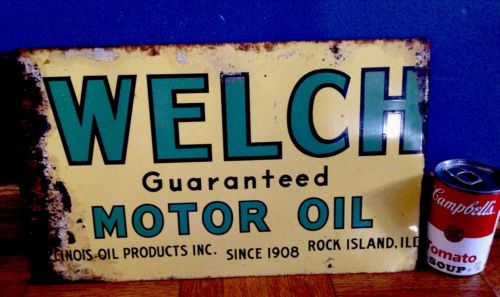 WELCH
Guaranteed
MOTOR OIL
LINOIS OIL PRODUCTS INC. SINCE 1908 ROCK ISLAND, ILL
Campbell's
Tomato
SOUP